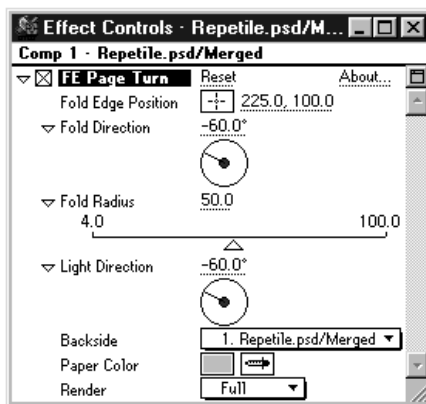 Effect Controls - Repetile.psd/M...
Comp 1 - Repetile.psd/Merged
FE Page Turn Reset About...
Fold Edge Position 225.0, 100.0
Fold Direction -60.0°
Fold Radius 50.0
4.0 100.0
Light Direction -60.0°
Backside 1. Repetile.psd/Merged
Paper Color
Render Full